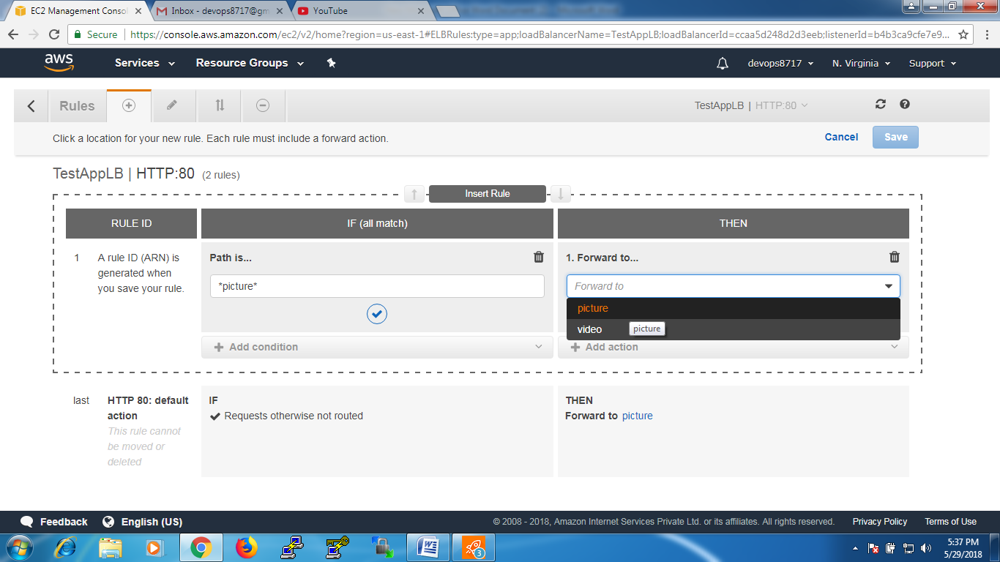 EC2 Management Consol
Inbox - devops8717@gm
YouTube
Secure
https://console.aws.amazon.com/ec2/v2/home?region=us-east-1#ELBRules:type=app;loadBalancerName=TestAppLB;loadBalancerId=ccaa5d248d2d3eeb;listenerId=b4b3ca9cfe7e9...
aws
Services
Resource Groups
devops8717
N. Virginia
Support
Rules
TestAppLB | HTTP:80
Click a location for your new rule. Each rule must include a forward action.
Cancel
Save
TestAppLB | HTTP:80 (2 rules)
Insert Rule
RULE ID
IF (all match)
THEN
1
A rule ID (ARN) is
generated when
you save your rule.
Path is...
*picture*
Add condition
1. Forward to...
Forward to
picture
video
picture
Add action
last
HTTP 80: default
action
This rule cannot
be moved or
deleted
IF
Requests otherwise not routed
THEN
Forward to picture
Feedback
English (US)
© 2008 - 2018, Amazon Internet Services Private Ltd. or its affiliates. All rights reserved.
Privacy Policy
Terms of Use
3
5:37 PM
5/29/2018